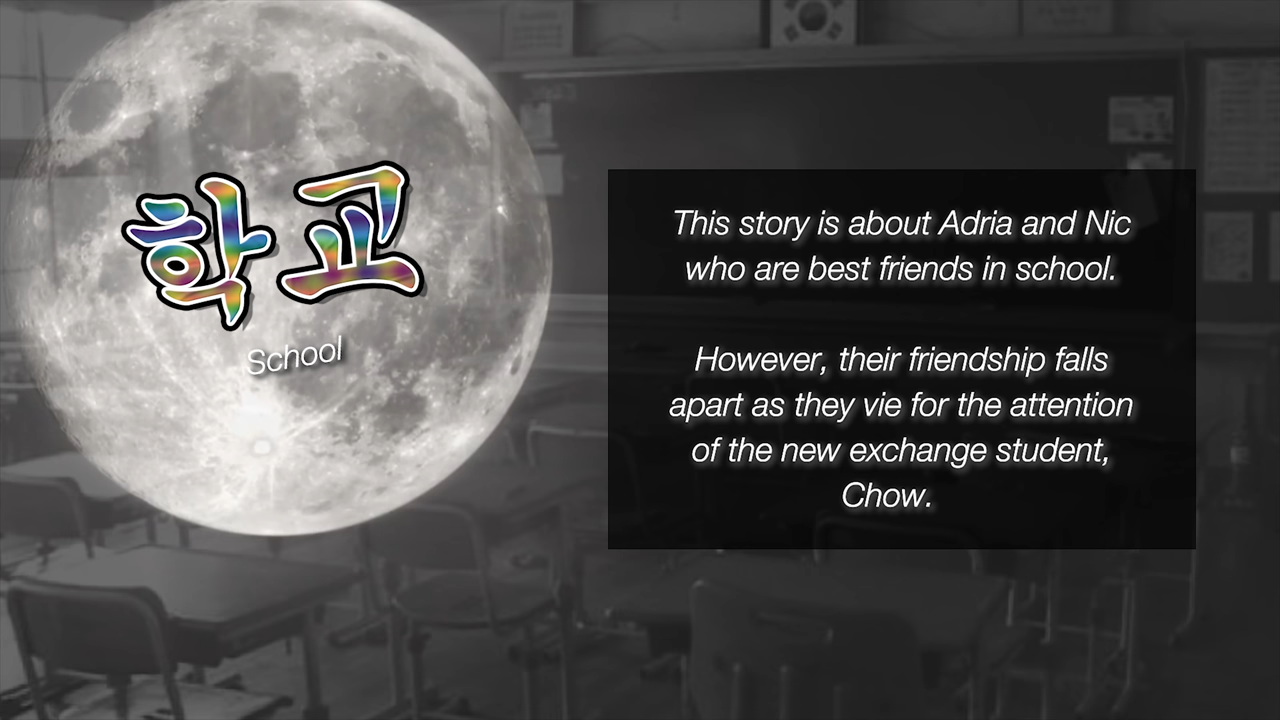 학교
School
This story is about Adria and Nic
who are best friends in school.
However, their friendship falls
apart as they vie for the attention
of the new exchange student,
Chow.